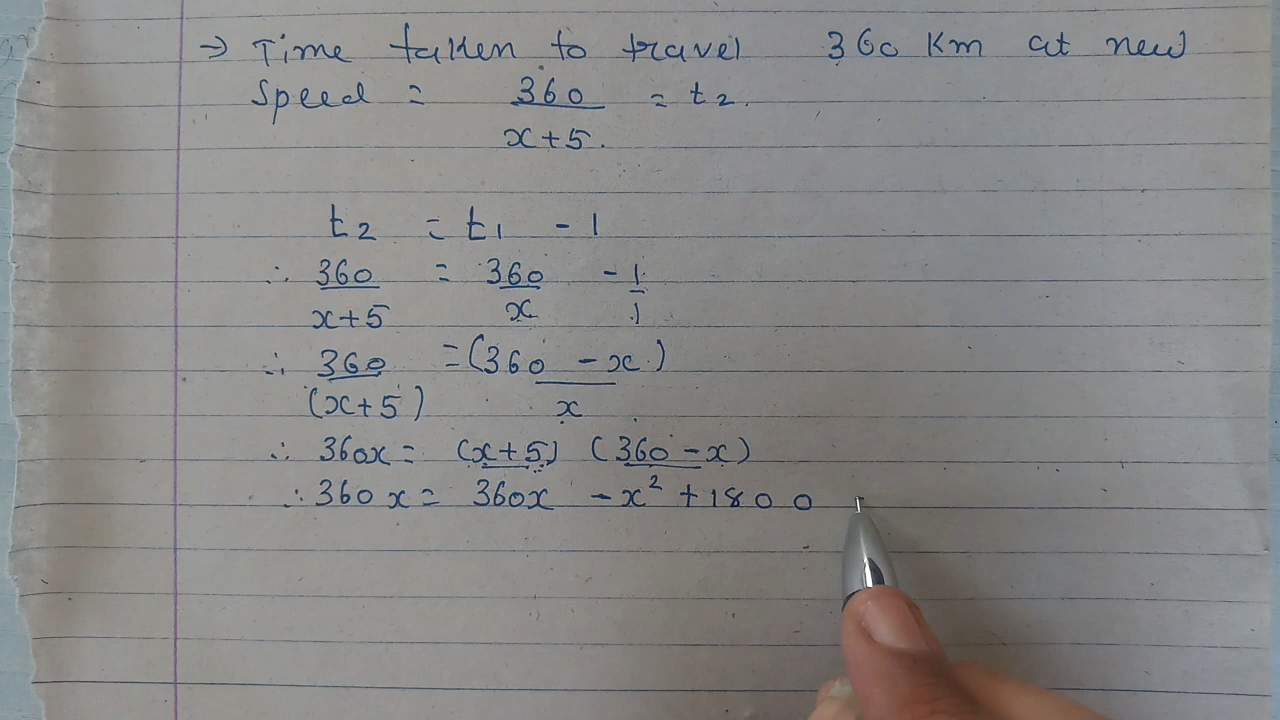 → Time taken to travel 360 Km at new
Speed = 360/x+5. = t2.
t2 = t1 - 1
∴ 360/x+5 = 360/x - 1/1
∴ 360/(x+5) = (360 - x)/x
∴ 360x = (x+5) (360 - x)
∴ 360x = 360x - x² + 1800